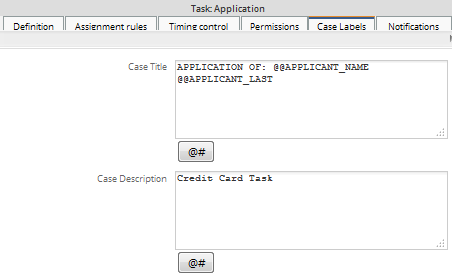 Task: Application
Definition Assignment rules Timing control Permissions Case Labels Notifications
Case Title APPLICATION OF: @@APPLICANT_NAME
@@APPLICANT_LAST
@#
Case Description Credit Card Task
@#